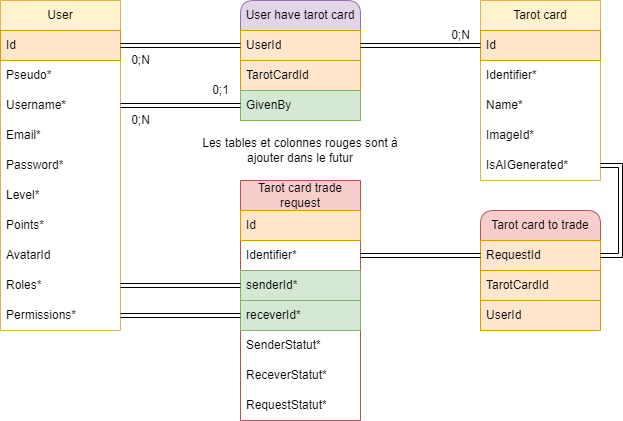 User
Id
Pseudo*
Username*
Email*
Password*
Level*
Points*
AvatarId
Roles*
Permissions*
0;N
0;1
0;N
User have tarot card
UserId
TarotCardId
GivenBy
0;N
Tarot card
Id
Identifier*
Name*
ImageId*
IsAIGenerated*
Les tables et colonnes rouges sont à
ajouter dans le futur
Tarot card trade
request
Id
Identifier*
senderId*
receverId*
SenderStatut*
ReceverStatut*
RequestStatut*
Tarot card to trade
RequestId
TarotCardId
UserId